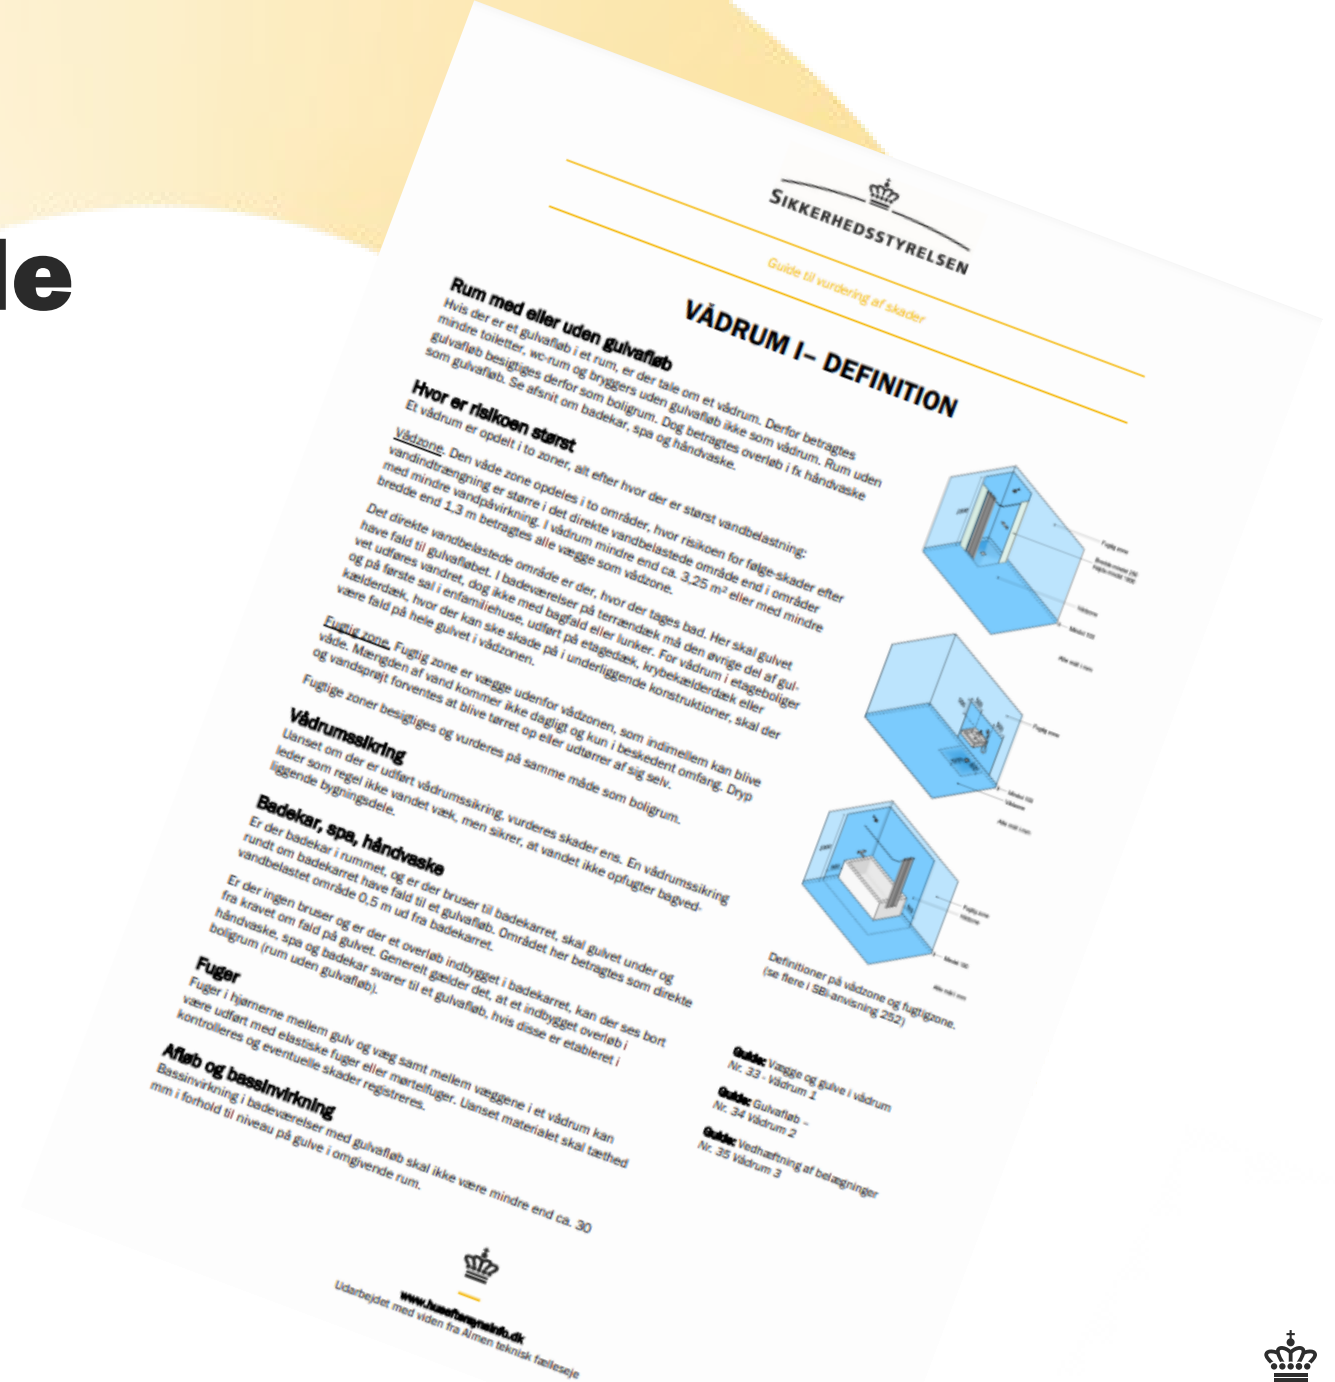 de
SIKKERHEDSSTYRELSEN
Guide til vurdering af skader
VÅDRUM I– DEFINITION
Rum med eller uden gulvafløb
Hvis der er et gulvafløb i et rum, er der tale om et vådrum. Derfor betragtes
mindre toiletter, wc-rum og bryggers uden gulvafløb ikke som vådrum. Rum uden
gulvafløb besigtiges derfor som boligrum. Dog betragtes overløb i fx håndvaske
som gulvafløb. Se afsnit om badekar, spa og håndvaske.
Hvor er risikoen størst
Et vådrum er opdelt i to zoner, alt efter hvor der er størst vandbelastning:
Vådzone. Den våde zone opdeles i to områder, hvor risikoen for følge-skader efter
vandindtrængning er større i det direkte vandbelastede område end i områder
med mindre vandpåvirkning. I vådrum mindre end ca. 3,25 m² eller med mindre
bredde end 1,3 m betragtes alle vægge som vådzone.
Det direkte vandbelastede område er der, hvor der tages bad. Her skal gulvet
have fald til gulvafløbet. I badeværelser på terrændæk må den øvrige del af gul-
vet udføres vandret, dog ikke med bagfald eller lunker. For vådrum i etageboliger
og på første sal i enfamiliehuse, udført på etagedæk, krybekælderdæk eller
kælderdæk, hvor der kan ske skade på i underliggende konstruktioner, skal der
være fald på hele gulvet i vådzonen.
Fugtig zone. Fugtig zone er vægge udenfor vådzonen, som indimellem kan blive
våde. Mængden af vand kommer ikke dagligt og kun i beskedent omfang. Dryp
og vandsprøjt forventes at blive tørret op eller udtørrer af sig selv.
Fugtige zoner besigtiges og vurderes på samme måde som boligrum.
Vådrumssikring
Uanset om der er udført vådrumssikring, vurderes skader ens. En vådrumssikring
leder som regel ikke vandet væk, men sikrer, at vandet ikke opfugter bagved-
liggende bygningsdele.
Badekar, spa, håndvaske
Er der badekar i rummet, og er der bruser til badekarret, skal gulvet under og
rundt om badekarret have fald til et gulvafløb. Området her betragtes som direkte
vandbelastet område 0,5 m ud fra badekarret.
Er der ingen bruser og er der et overløb indbygget i badekarret, kan der ses bort
fra kravet om fald på gulvet. Generelt gælder det, at et indbygget overløb i
håndvaske, spa og badekar svarer til et gulvafløb, hvis disse er etableret i
boligrum (rum uden gulvafløb).
Fuger
Fuger i hjørnerne mellem gulv og væg samt mellem væggene i et vådrum kan
være udført med elastiske fuger eller mørtelfuger. Uanset materialet skal tæthed
kontrolleres og eventuelle skader registreres.
Afløb og bassinvirkning
Bassinvirkning i badeværelser med gulvafløb skal ikke være mindre end ca. 30
mm i forhold til niveau på gulve i omgivende rum.
Fugtig zone
Vådzone
Alle mål i mm
Fugtig zone
Vådzone
Alle mål i mm
Fugtig zone
Vådzone
Alle mål i mm
Definitioner på vådzone og fugtigzone.
(se flere i SBi-anvisning 252)
Guide: Vægge og gulve i vådrum
Nr. 33 - Vådrum 1
Guide: Gulvafløb –
Nr. 34 Vådrum 2
Guide: Vedhæftning af belægninger
Nr. 35 Vådrum 3
www.huseftersynsinfo.dk
Udarbejdet med viden fra Almen teknisk fælleseje